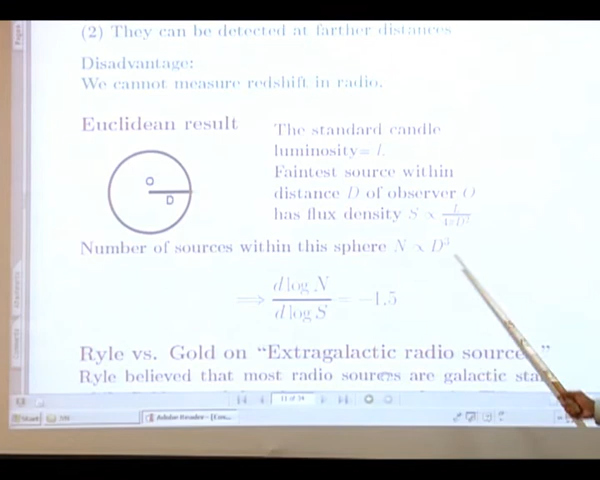 (2) They can be detected at farther distances
Disadvantage:
We cannot measure redshift in radio.
Euclidean result
The standard candle
luminosity= L.
Faintest source within
distance D of observer O
has flux density S ∝ L/4πD²
O
D
Number of sources within this sphere N ∝ D³
⟹ d log N / d log S = −1.5
Ryle vs. Gold on “Extragalactic radio sources”
Ryle believed that most radio sources are galactic sta
11 of 34
Start
Adobe Reader - [Cos...